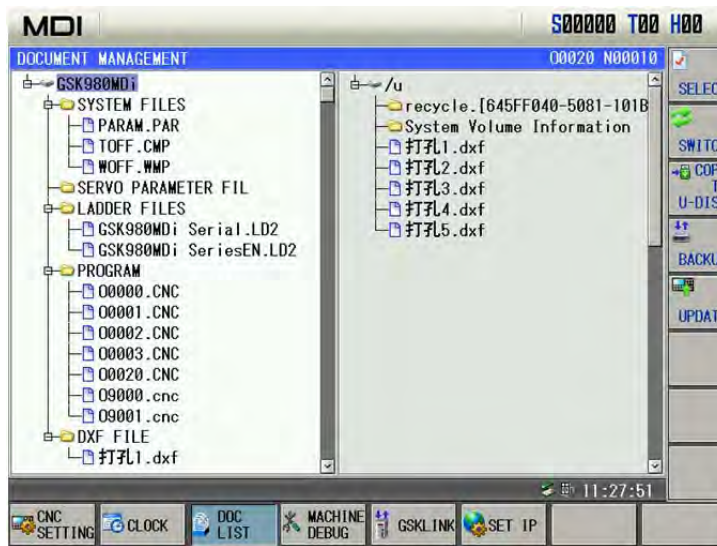 MDI
S00000 T00 H00
DOCUMENT MANAGEMENT
O0020 N00010
GSK980MDi
SYSTEM FILES
PARAM.PAR
TOFF.CMP
WOFF.WMP
SERVO PARAMETER FIL
LADDER FILES
GSK980MDi Serial.LD2
GSK980MDi SeriesEN.LD2
PROGRAM
O0000.CNC
O0001.CNC
O0002.CNC
O0003.CNC
O0020.CNC
O9000.cnc
O9001.cnc
DXF FILE
打孔1.dxf
/u
recycle.[645FF040-5081-101B
System Volume Information
打孔1.dxf
打孔2.dxf
打孔3.dxf
打孔4.dxf
打孔5.dxf
SELEC
SWITC
COP
T
U-DIS
BACKU
UPDAT
11:27:51
CNC
SETTING
CLOCK
DOC
LIST
MACHINE
DEBUG
GSKLINK
SET IP